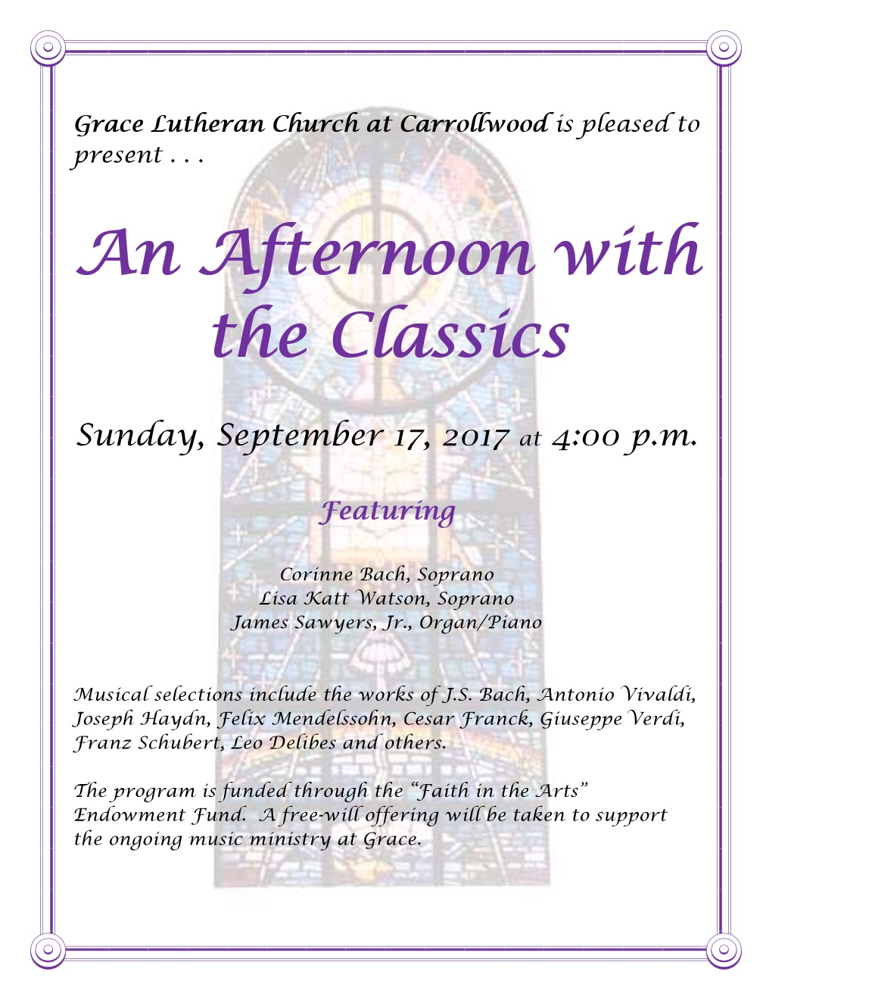 Grace Lutheran Church at Carrollwood is pleased to
present . . .
An Afternoon with
the Classics
Sunday, September 17, 2017 at 4:00 p.m.
Featuring
Corinne Bach, Soprano
Lisa Katt Watson, Soprano
James Sawyers, Jr., Organ/Piano
Musical selections include the works of J.S. Bach, Antonio Vivaldi,
Joseph Haydn, Felix Mendelssohn, Cesar Franck, Giuseppe Verdi,
Franz Schubert, Leo Delibes and others.
The program is funded through the “Faith in the Arts”
Endowment Fund.  A free-will offering will be taken to support
the ongoing music ministry at Grace.